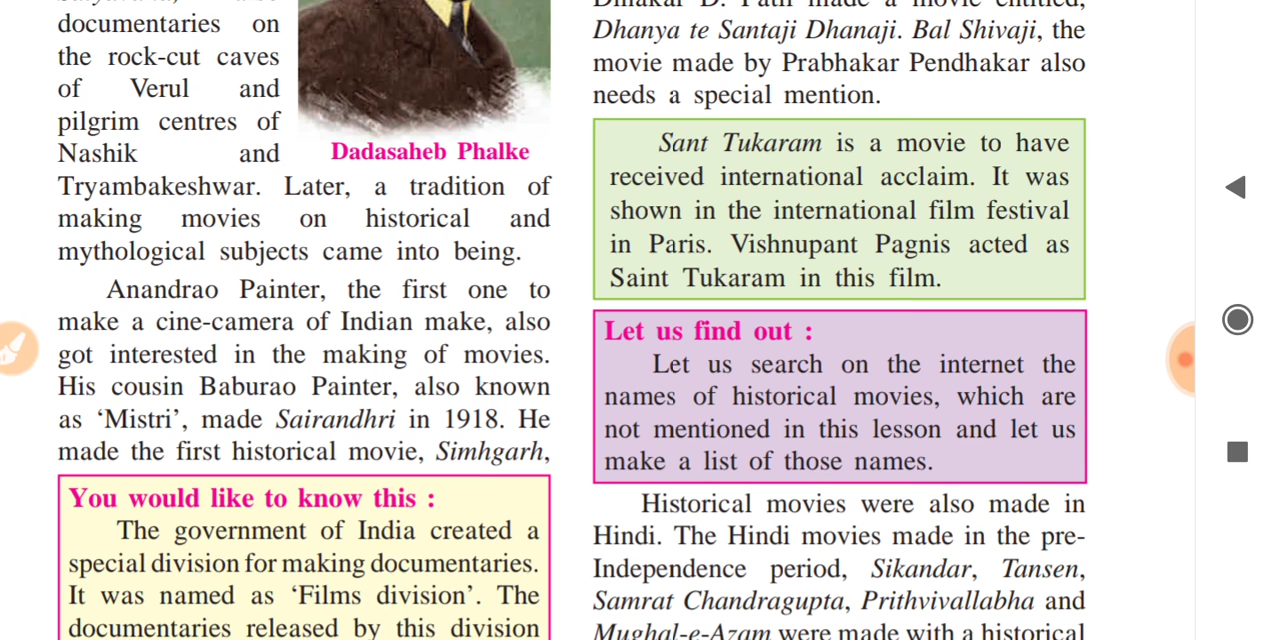 documentaries on
the rock-cut caves
of Verul and
pilgrim centres of
Nashik and
Dadasaheb Phalke
Tryambakeshwar. Later, a tradition of
making movies on historical and
mythological subjects came into being.
Anandrao Painter, the first one to
make a cine-camera of Indian make, also
got interested in the making of movies.
His cousin Baburao Painter, also known
as ‘Mistri’, made Sairandhri in 1918. He
made the first historical movie, Simhgarh,
You would like to know this :
The government of India created a
special division for making documentaries.
It was named as ‘Films division’. The
documentaries released by this division
Dinakar D. Patil made a movie entitled,
Dhanya te Santaji Dhanaji. Bal Shivaji, the
movie made by Prabhakar Pendhakar also
needs a special mention.
Sant Tukaram is a movie to have
received international acclaim. It was
shown in the international film festival
in Paris. Vishnupant Pagnis acted as
Saint Tukaram in this film.
Let us find out :
Let us search on the internet the
names of historical movies, which are
not mentioned in this lesson and let us
make a list of those names.
Historical movies were also made in
Hindi. The Hindi movies made in the pre-
Independence period, Sikandar, Tansen,
Samrat Chandragupta, Prithvivallabha and
Mughal-e-Azam were made with a historical